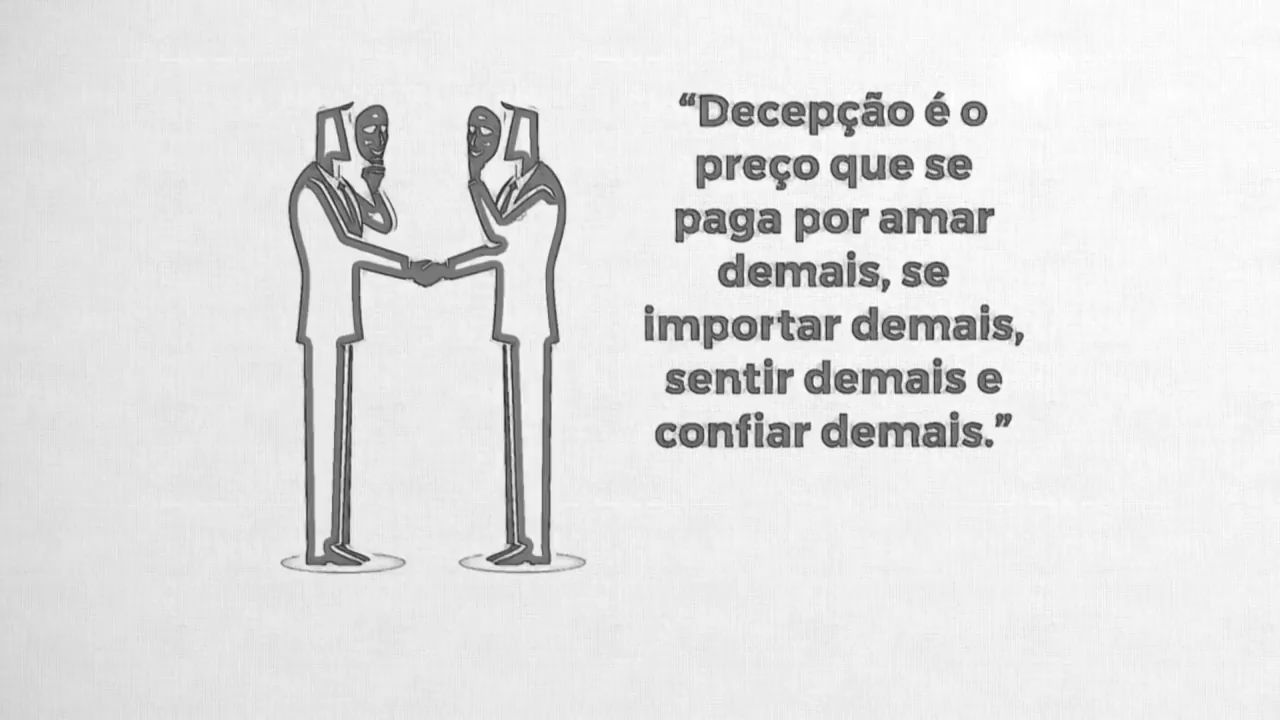 “Decepção é o
preço que se
paga por amar
demais, se
importar demais,
sentir demais e
confiar demais.”